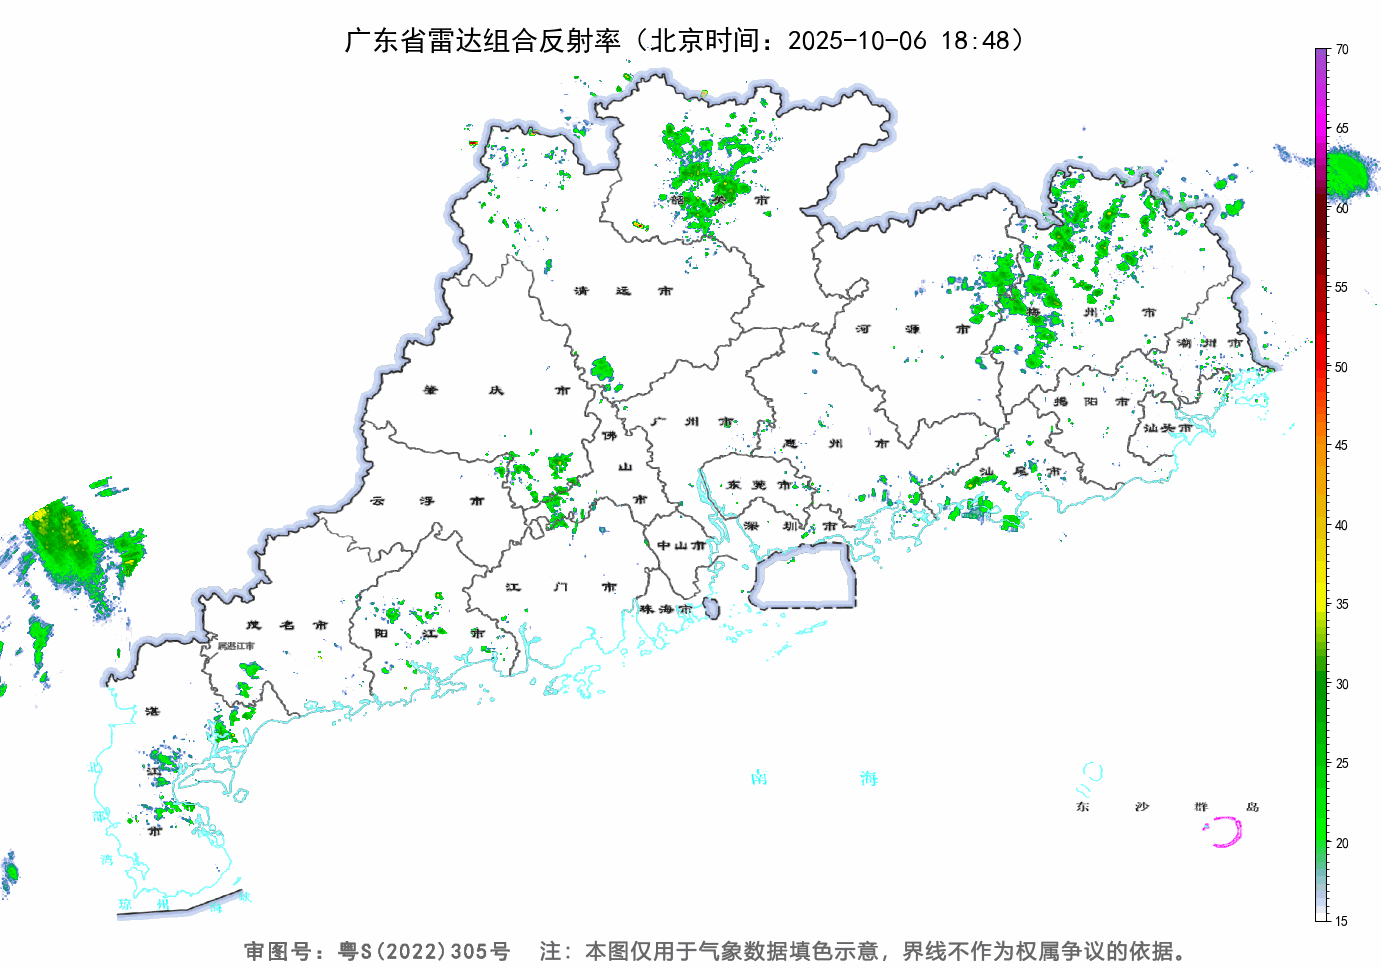 广东省雷达组合反射率（北京时间：2025-10-06 18:48）
70
65
60
55
50
45
40
35
30
25
20
15
韶关市
清远市
河源市
梅州市
潮州市
肇庆市
广州市
揭阳市
佛山市
惠州市
汕头市
云浮市
东莞市
汕尾市
深圳市
中山市
江门市
珠海市
茂名市
阳江市
属湛江市
湛江市
北部湾
南海
东沙群岛
琼州海峡
审图号：粤S(2022)305号 注：本图仅用于气象数据填色示意，界线不作为权属争议的依据。